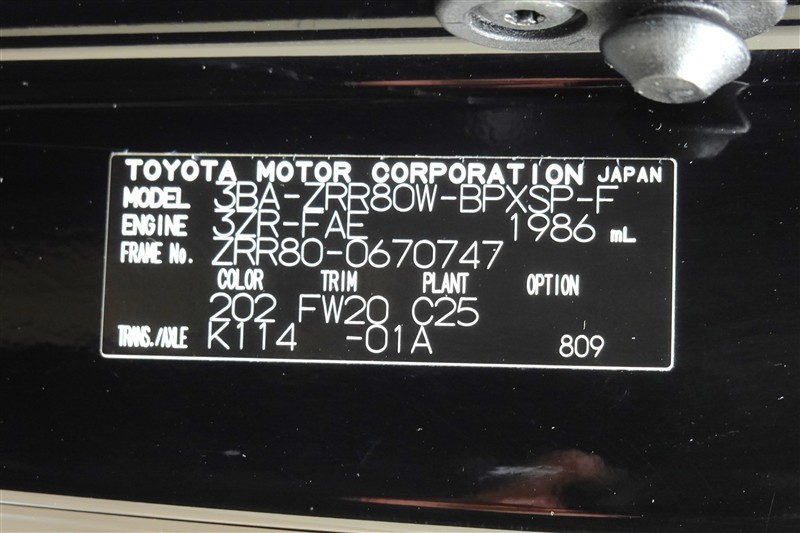 TOYOTA MOTOR CORPORATION JAPAN
MODEL 3BA-ZRR80W-BPXSP-F
ENGINE 3ZR-FAE 1986 mL
FRAME No. ZRR80-0670747
COLOR TRIM PLANT OPTION
202 FW20 C25
TRANS./AXLE K114 -01A 809